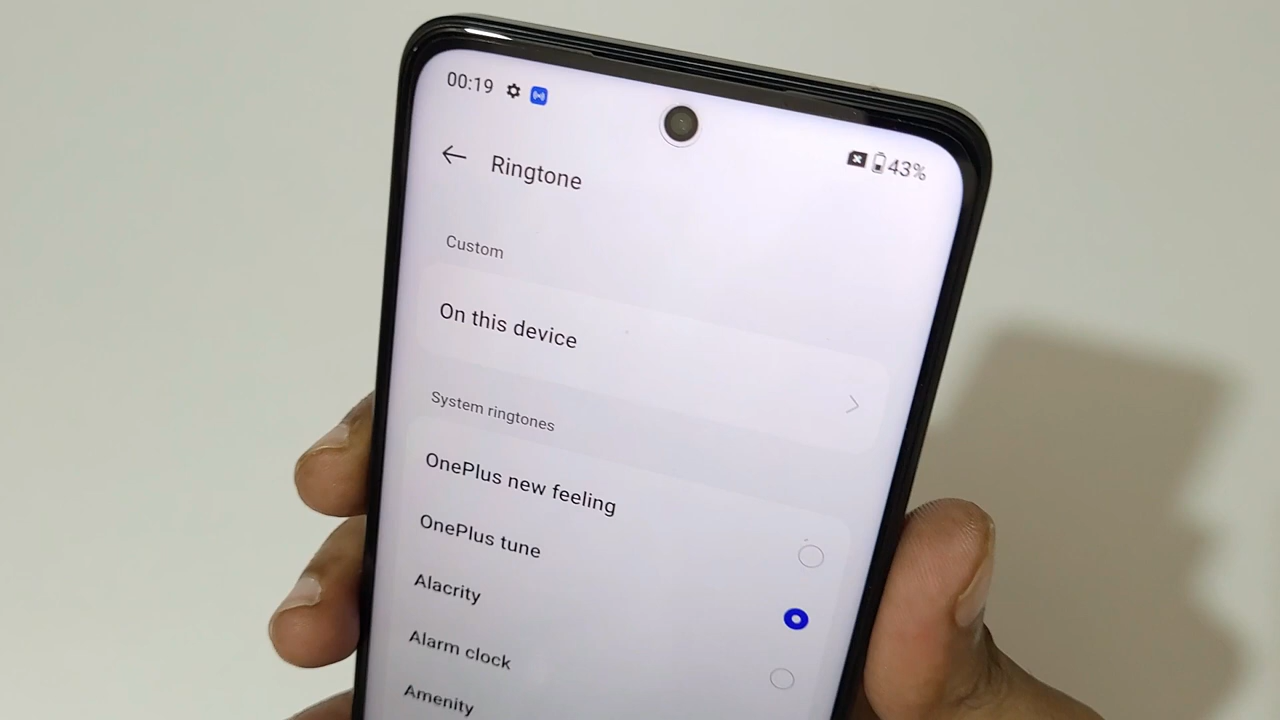 00:19
43%
Ringtone
Custom
On this device
System ringtones
OnePlus new feeling
OnePlus tune
Alacrity
Alarm clock
Amenity